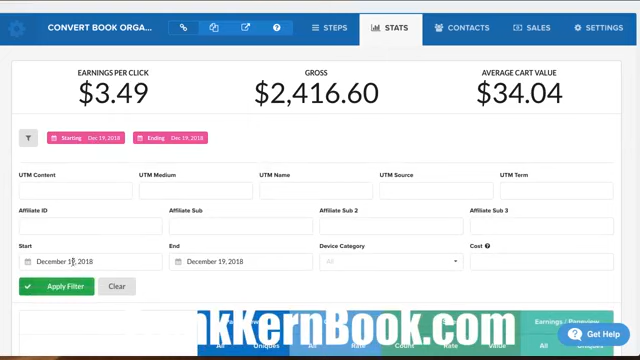 CONVERT BOOK ORGA...
STEPS
STATS
CONTACTS
SALES
SETTINGS
EARNINGS PER CLICK
GROSS
AVERAGE CART VALUE
$3.49
$2,416.60
$34.04
Starting Dec 19, 2018
Ending Dec 19, 2018
UTM Content
UTM Medium
UTM Name
UTM Source
UTM Term
Affiliate ID
Affiliate Sub
Affiliate Sub 2
Affiliate Sub 3
Start
End
Device Category
Cost
December 19, 2018
December 19, 2018
All
Apply Filter
Clear
Earnings / Pageview
kKernBook.com
Get Help
All
Uniques
All
Rate
Count
Rate
Value
All
Uniques